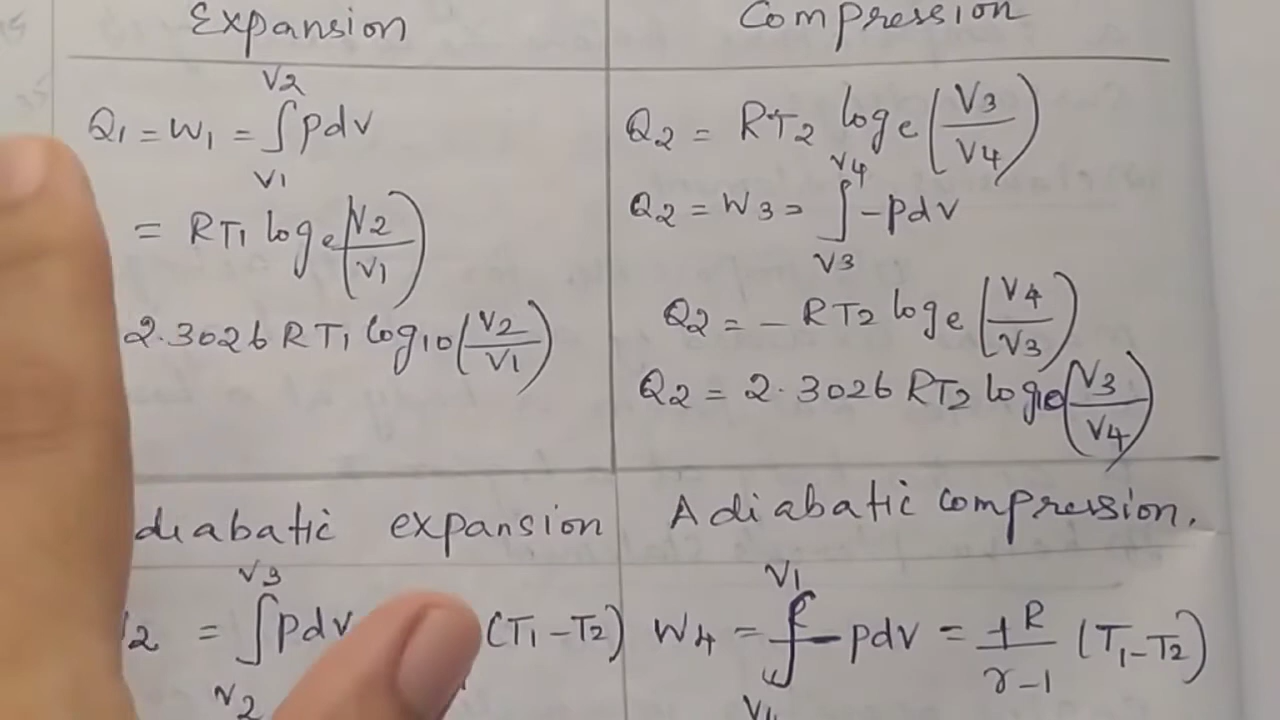 Expansion
Q1 = W1 = ∫ pdv
V2
V1
= RT1 loge (V2/V1)
2.3026 RT1 log10 (V2/V1)
Compression
Q2 = RT2 loge (V3/V4)
Q2 = W3 = ∫ -pdv
V4
V3
Q2 = - RT2 loge (V4/V3)
Q2 = 2.3026 RT2 log10 (V3/V4)
diabatic expansion
V3
2 = ∫ pdv (T1 - T2)
V2
Adiabatic compression.
V1
W4 = ∫ - pdv = +R/γ-1 (T1 - T2)